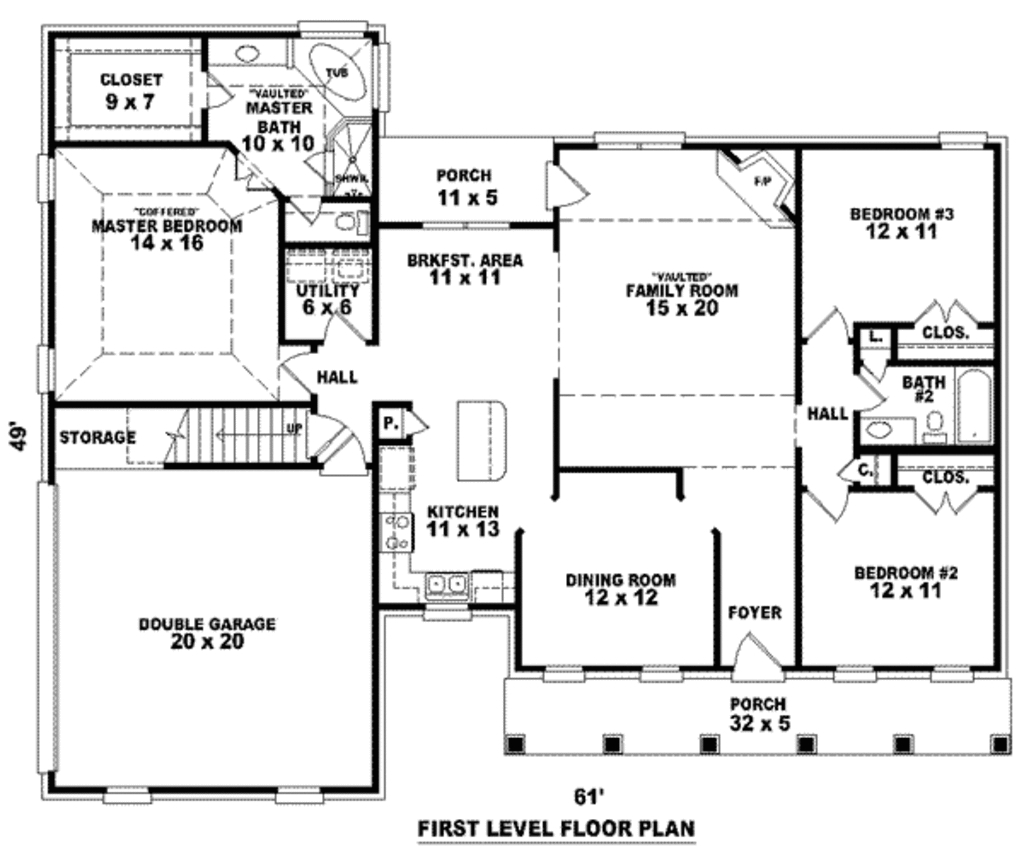 CLOSET
9 x 7
"VAULTED"
MASTER
BATH
10 x 10
TUB
SHWR.
PORCH
11 x 5
F/P
"COFFERED"
MASTER BEDROOM
14 x 16
BRKFST. AREA
11 x 11
"VAULTED"
FAMILY ROOM
15 x 20
BEDROOM #3
12 x 11
UTILITY
6 x 6
L.
CLOS.
HALL
BATH
#2
HALL
P.
STORAGE
UP
C.
CLOS.
49'
KITCHEN
11 x 13
DINING ROOM
12 x 12
BEDROOM #2
12 x 11
FOYER
DOUBLE GARAGE
20 x 20
PORCH
32 x 5
61'
FIRST LEVEL FLOOR PLAN